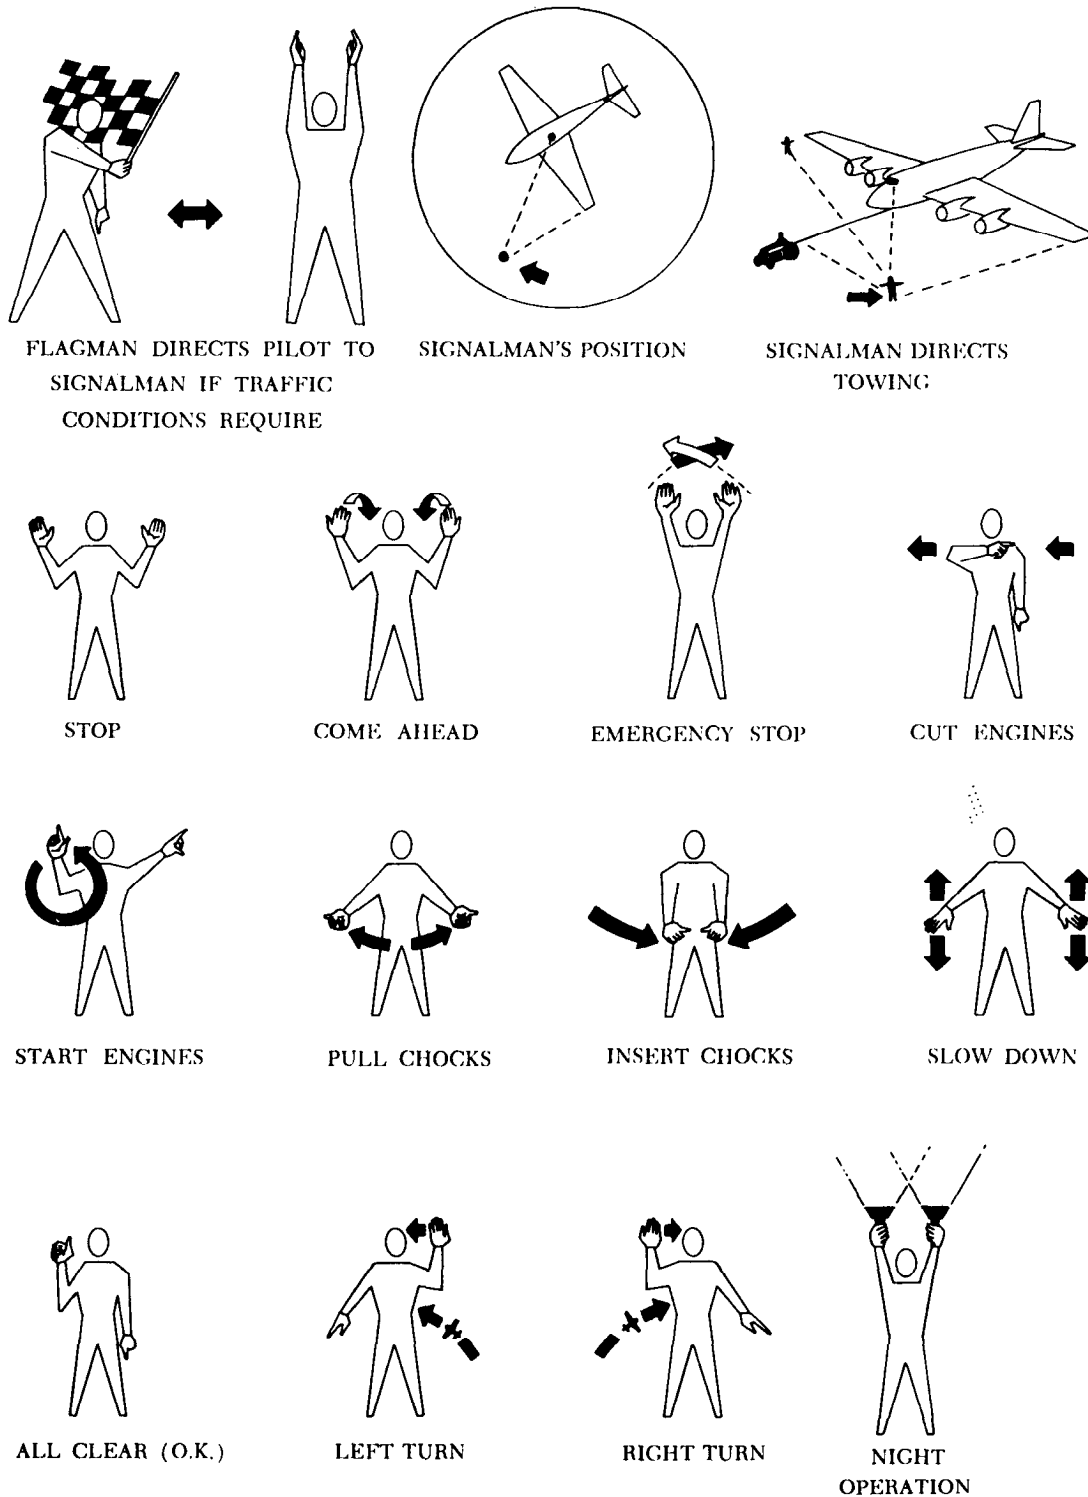 FLAGMAN DIRECTS PILOT TO
SIGNALMAN IF TRAFFIC
CONDITIONS REQUIRE
SIGNALMAN'S POSITION
SIGNALMAN DIRECTS
TOWING
STOP
COME AHEAD
EMERGENCY STOP
CUT ENGINES
START ENGINES
PULL CHOCKS
INSERT CHOCKS
SLOW DOWN
ALL CLEAR (O.K.)
LEFT TURN
RIGHT TURN
NIGHT
OPERATION